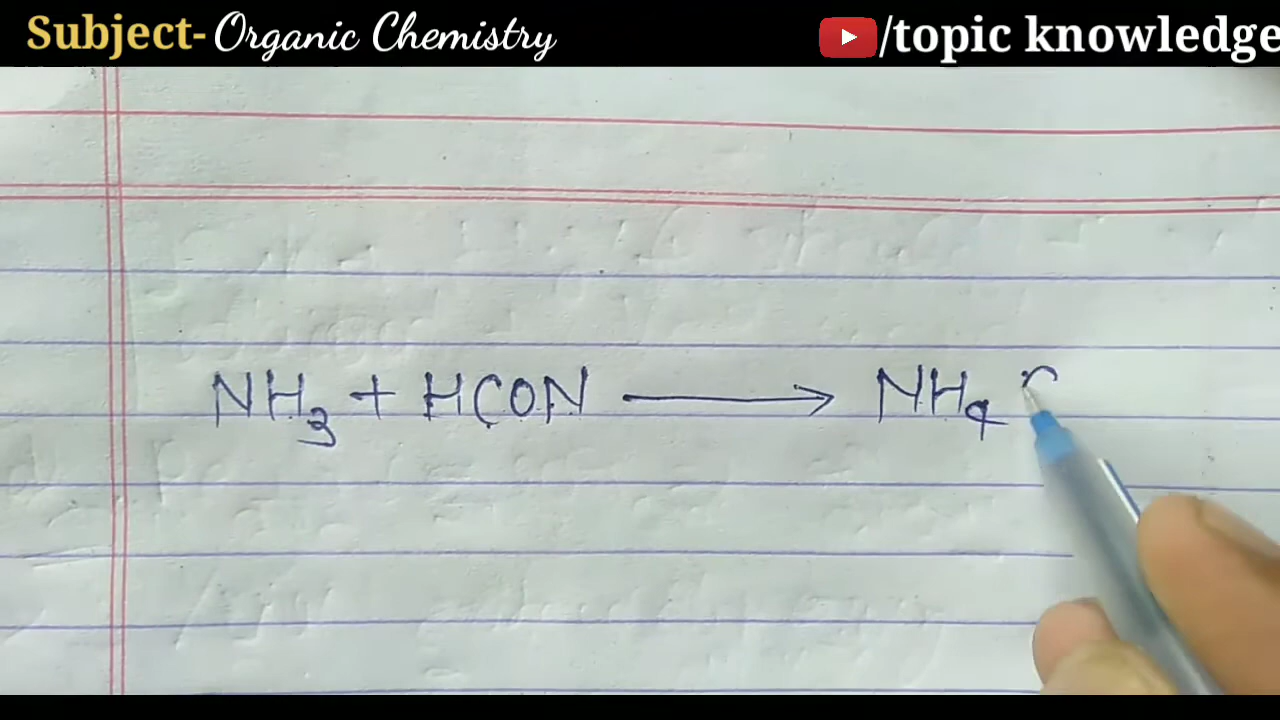 Subject- Organic Chemistry /topic knowledge
NH₃ + HCON ⟶ NH₄ C